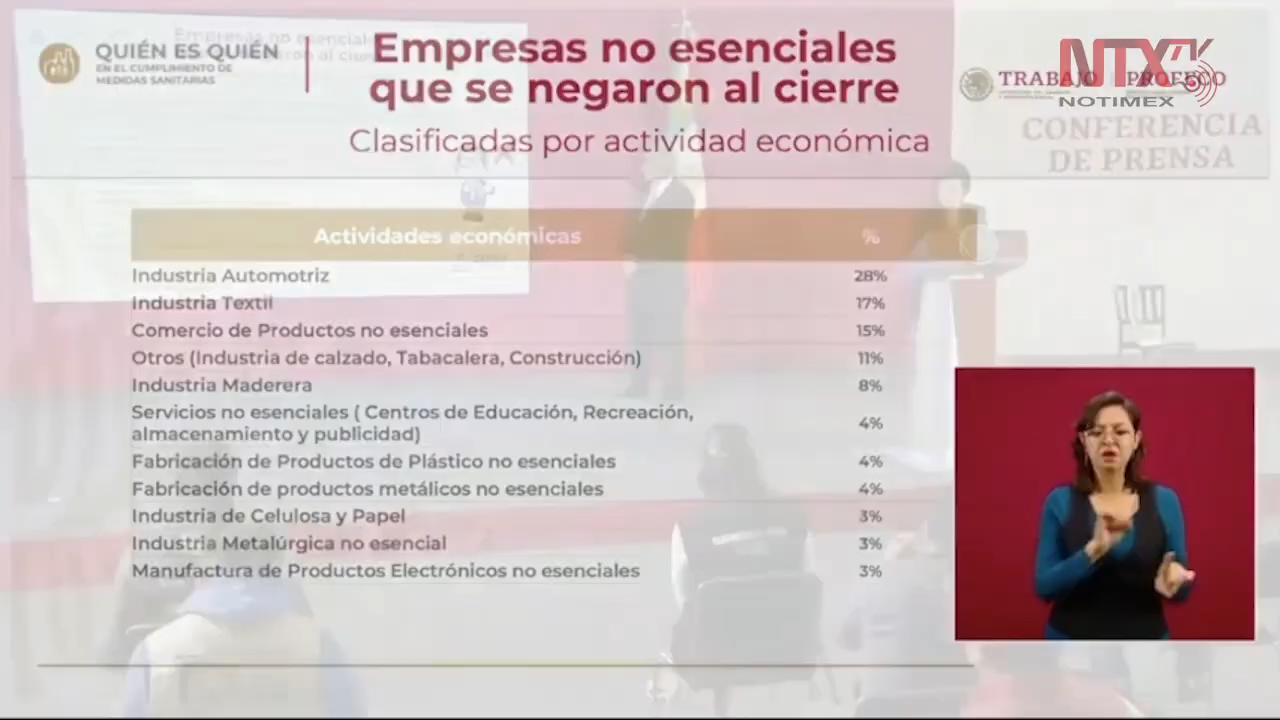 QUIÉN ES QUIÉN
EN EL CUMPLIMIENTO DE
MEDIDAS SANITARIAS
Empresas no esenciales
que se negaron al cierre
Clasificadas por actividad económica
TRABAJO
PROFECO
NTX TV
NOTIMEX
CONFERENCIA
DE PRENSA
Actividades económicas %
Industria Automotriz 28%
Industria Textil 17%
Comercio de Productos no esenciales 15%
Otros (Industria de calzado, Tabacalera, Construcción) 11%
Industria Maderera 8%
Servicios no esenciales ( Centros de Educación, Recreación,
almacenamiento y publicidad) 4%
Fabricación de Productos de Plástico no esenciales 4%
Fabricación de productos metálicos no esenciales 4%
Industria de Celulosa y Papel 3%
Industria Metalúrgica no esencial 3%
Manufactura de Productos Electrónicos no esenciales 3%